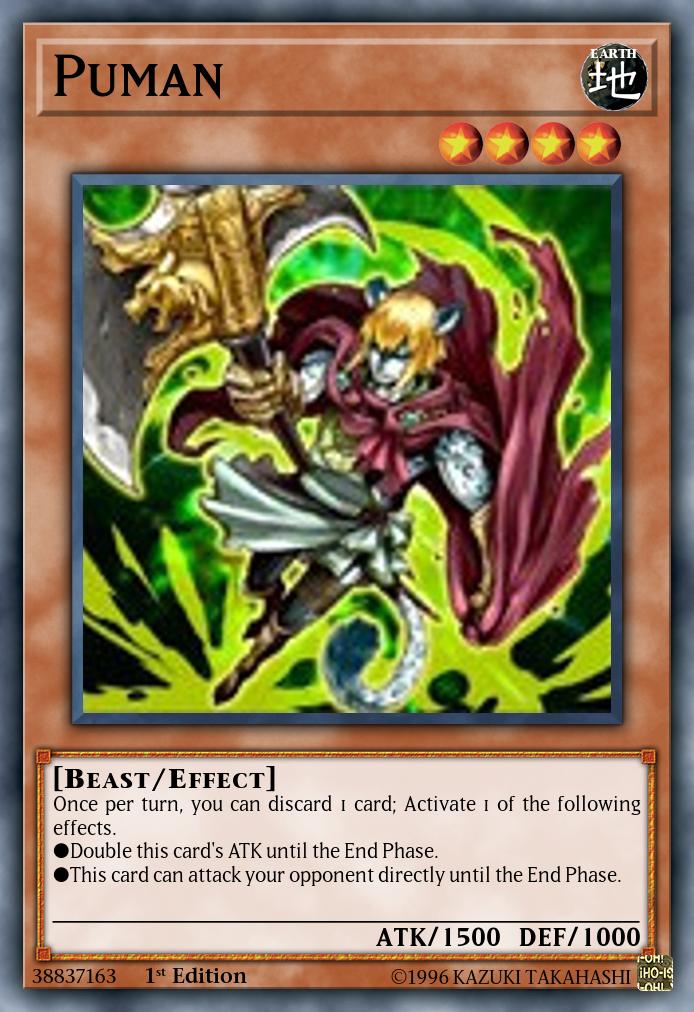 Puman
EARTH
地
[Beast/Effect]
Once per turn, you can discard 1 card; Activate 1 of the following
effects.
●Double this card's ATK until the End Phase.
●This card can attack your opponent directly until the End Phase.
ATK/1500 DEF/1000
38837163 1st Edition ©1996 KAZUKI TAKAHASHI